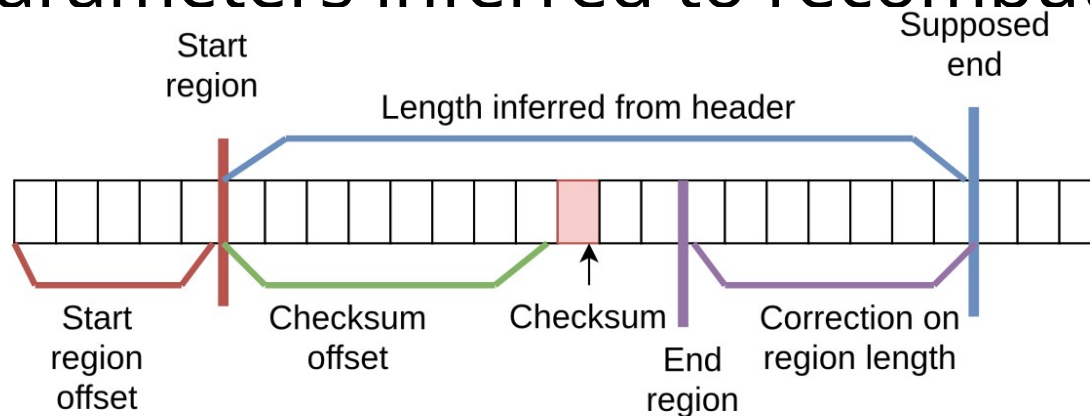 Start
region
Supposed
end
Length inferred from header
Start
region
offset
Checksum
offset
Checksum
End
region
Correction on
region length